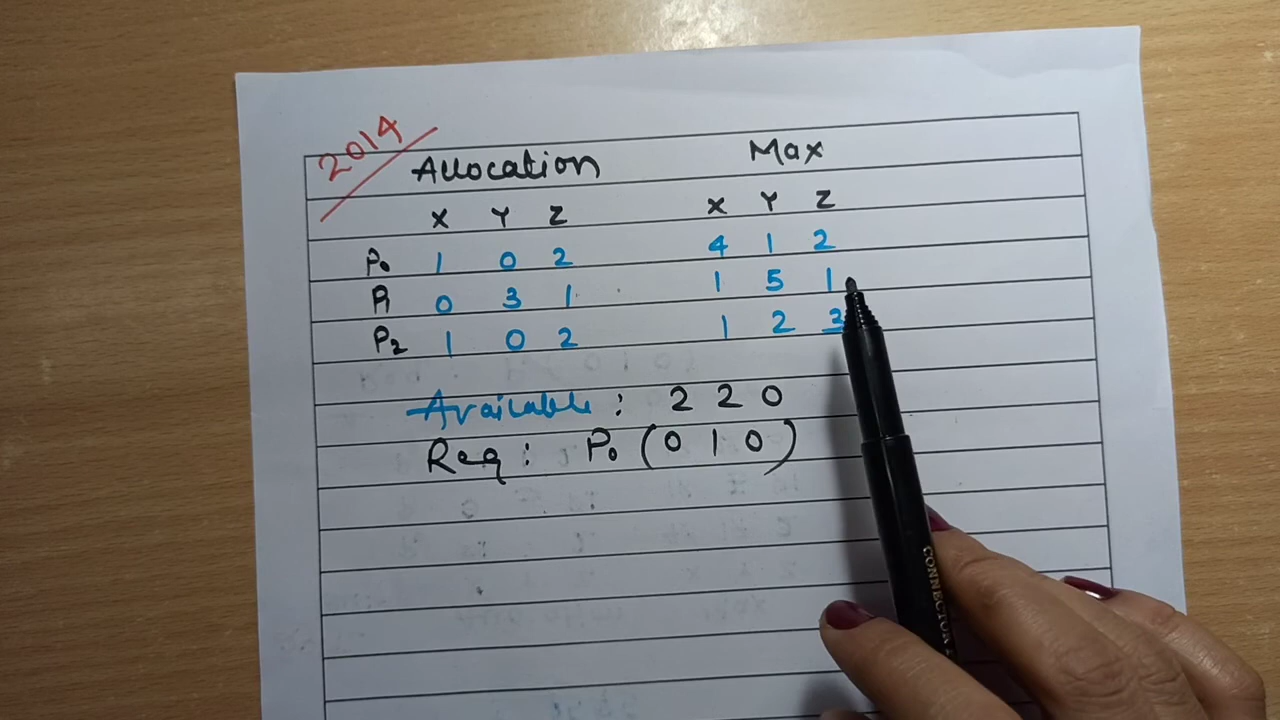 2014
Allocation Max
X Y Z X Y Z
P₀ 1 0 2 4 1 2
P₁ 0 3 1 1 5 1
P₂ 1 0 2 1 2 3
Available : 2 2 0
Req : P₀ (0 1 0)
CONNECTOR